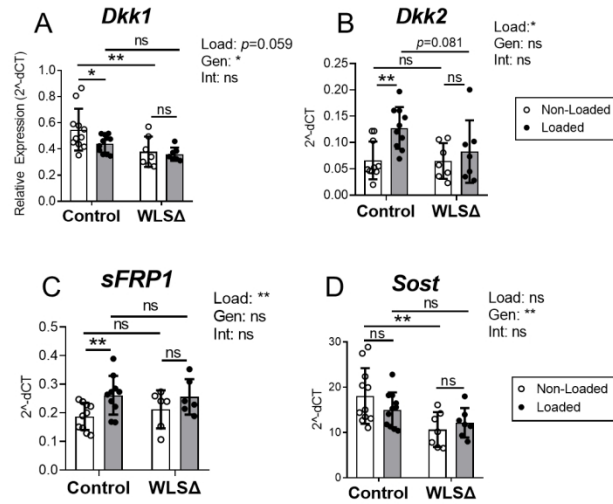 A
Dkk1
ns
**
*
ns
Load: p=0.059
Gen: *
Int: ns
Relative Expression (2^-dCT)
1.0
0.8
0.6
0.4
0.2
0.0
Control WLSΔ
B
Dkk2
p=0.081
ns
**
ns
Load:*
Gen: ns
Int: ns
2^-dCT
0.25
0.20
0.15
0.10
0.05
0.00
Control WLSΔ
Non-Loaded
Loaded
C
sFRP1
ns
ns
**
ns
Load: **
Gen: ns
Int: ns
2^-dCT
0.5
0.4
0.3
0.2
0.1
0.0
Control WLSΔ
D
Sost
ns
**
ns
ns
Load: ns
Gen: **
Int: ns
2^-dCT
30
20
10
0
Control WLSΔ
Non-Loaded
Loaded